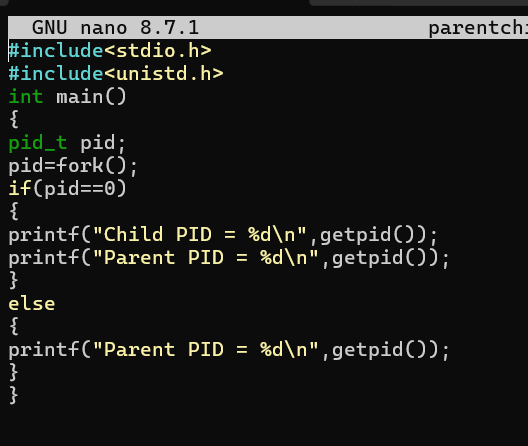 GNU nano 8.7.1 parentchi
#include<stdio.h>
#include<unistd.h>
int main()
{
pid_t pid;
pid=fork();
if(pid==0)
{
printf("Child PID = %d\n",getpid());
printf("Parent PID = %d\n",getpid());
}
else
{
printf("Parent PID = %d\n",getpid());
}
}